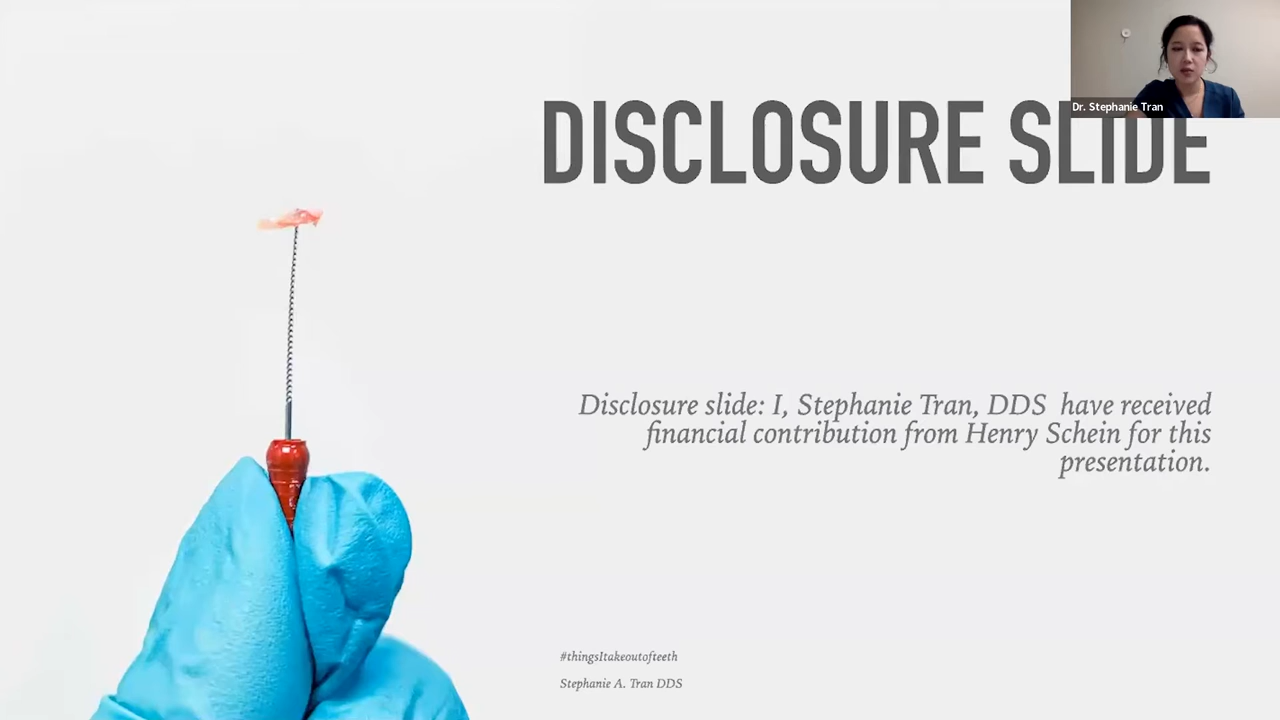 Dr. Stephanie Tran
DISCLOSURE SLIDE
Disclosure slide: I, Stephanie Tran, DDS have received
financial contribution from Henry Schein for this
presentation.
#thingsItakeoutofteeth
Stephanie A. Tran DDS